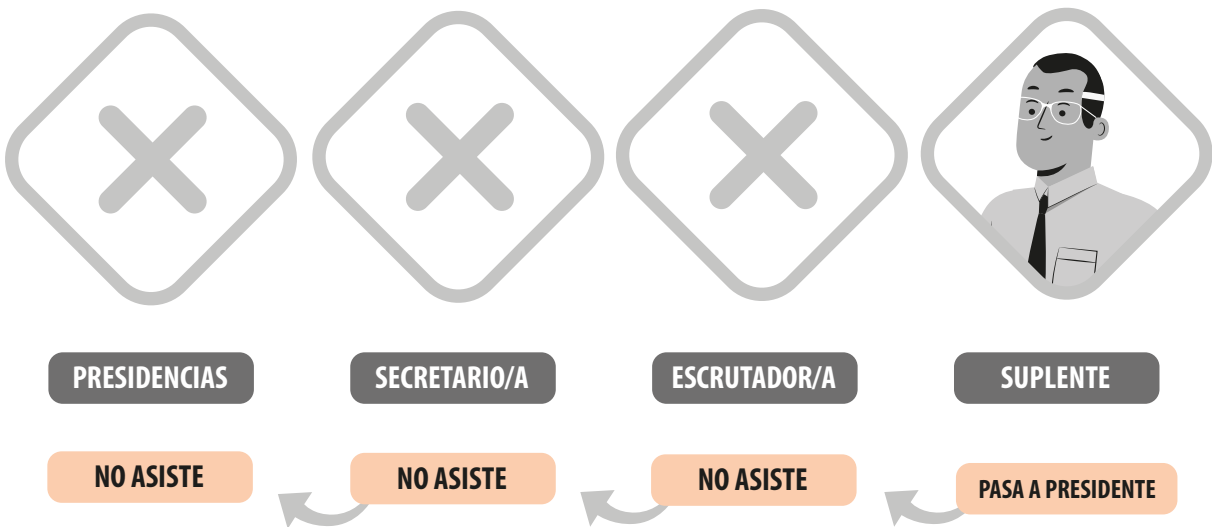 PRESIDENCIAS
SECRETARIO/A
ESCRUTADOR/A
SUPLENTE
NO ASISTE
NO ASISTE
NO ASISTE
PASA A PRESIDENTE